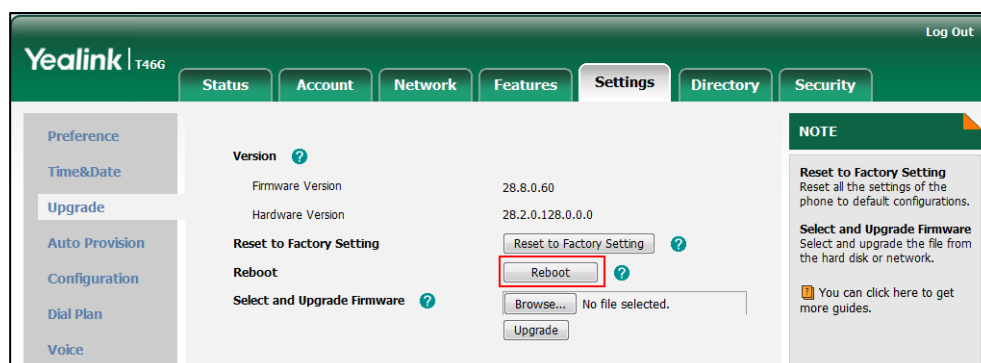 Log Out
Yealink | T46G
Status Account Network Features Settings Directory Security
Preference
Time&Date
Upgrade
Auto Provision
Configuration
Dial Plan
Voice
Version ?
Firmware Version 28.8.0.60
Hardware Version 28.2.0.128.0.0.0
Reset to Factory Setting Reset to Factory Setting ?
Reboot Reboot ?
Select and Upgrade Firmware ? Browse... No file selected.
Upgrade
NOTE
Reset to Factory Setting
Reset all the settings of the
phone to default configurations.
Select and Upgrade Firmware
Select and upgrade the file from
the hard disk or network.
? You can click here to get
more guides.